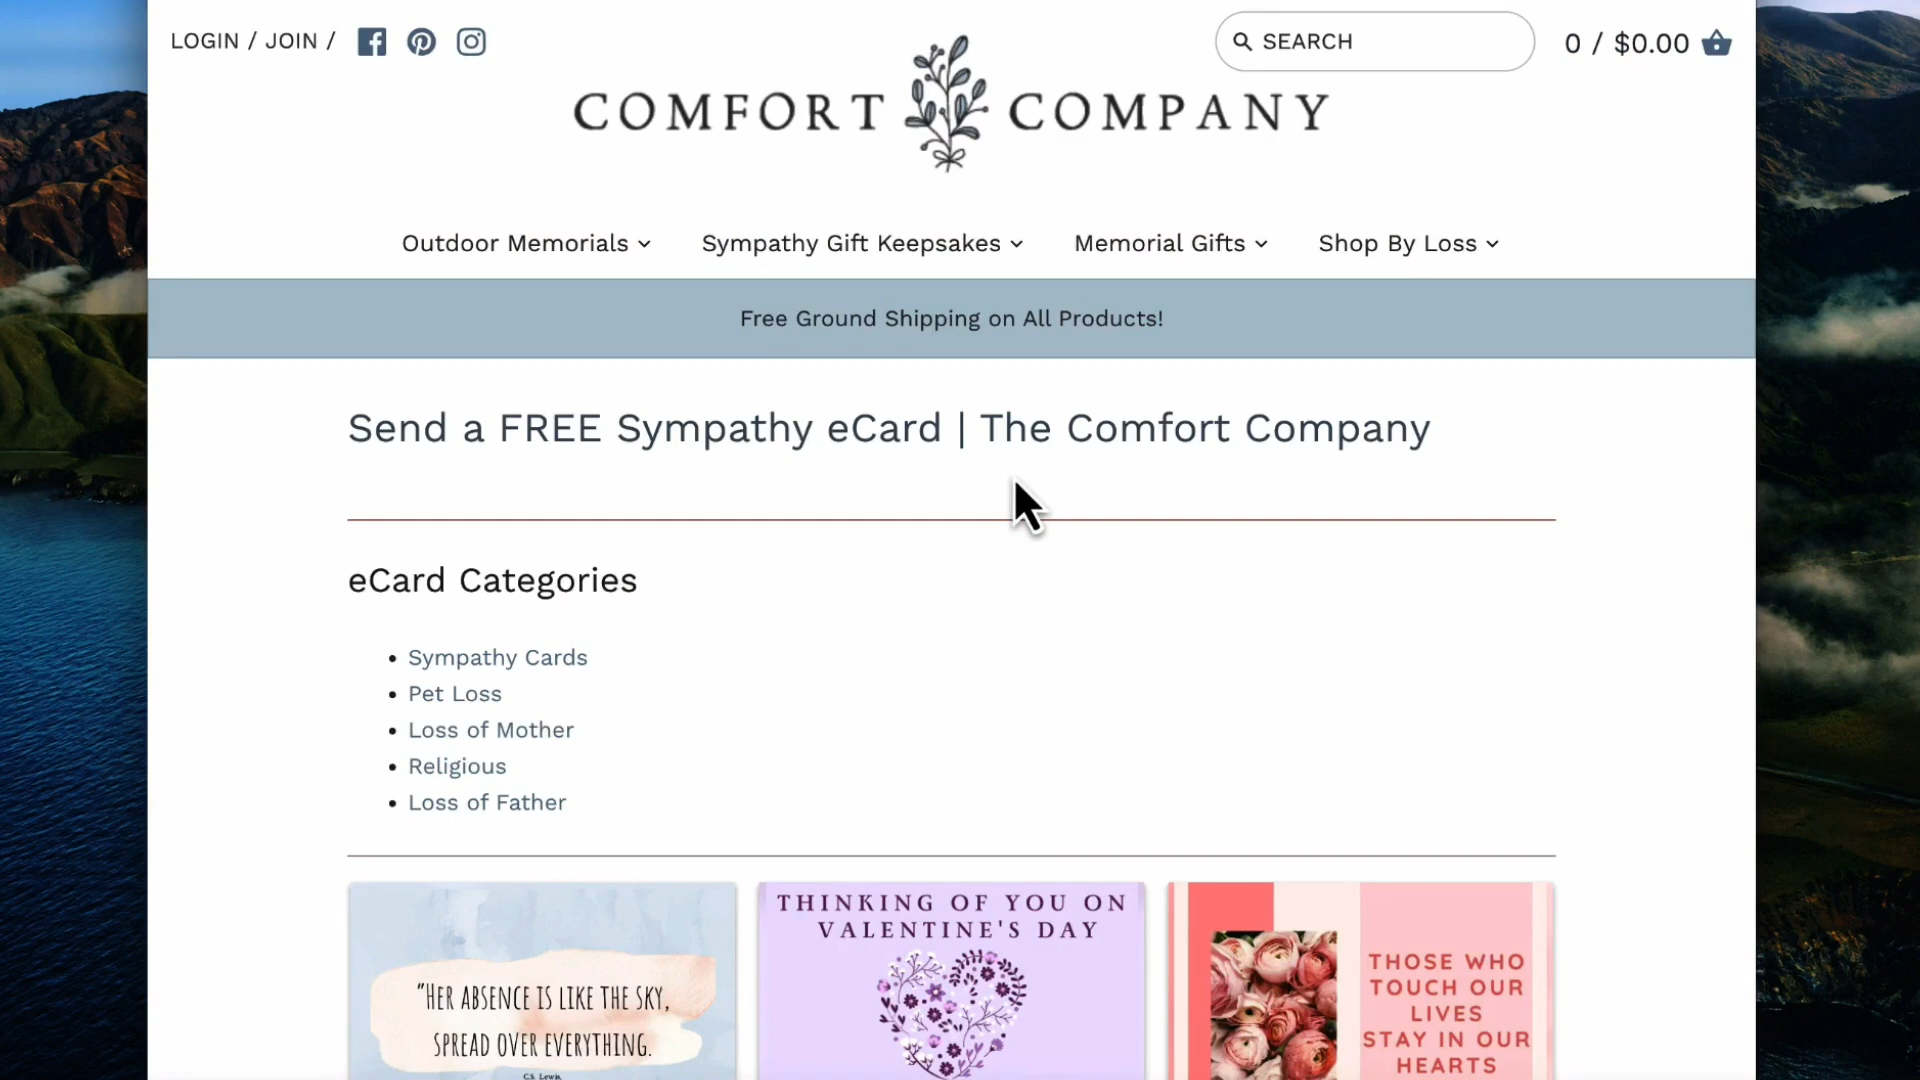 LOGIN / JOIN /
SEARCH
0 / $0.00
COMFORT COMPANY
Outdoor Memorials
Sympathy Gift Keepsakes
Memorial Gifts
Shop By Loss
Free Ground Shipping on All Products!
Send a FREE Sympathy eCard | The Comfort Company
eCard Categories
Sympathy Cards
Pet Loss
Loss of Mother
Religious
Loss of Father
"HER ABSENCE IS LIKE THE SKY,
SPREAD OVER EVERYTHING.
C.S. Lewis
THINKING OF YOU ON
VALENTINE'S DAY
THOSE WHO
TOUCH OUR
LIVES
STAY IN OUR
HEARTS